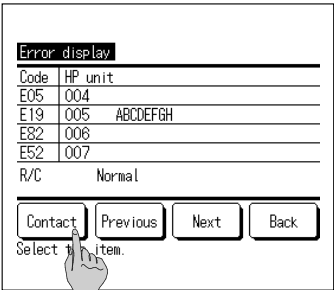 Error display
Code HP unit
E05 004
E19 005 ABCDEFGH
E82 006
E52 007
R/C Normal
Contact Previous Next Back
Select item.